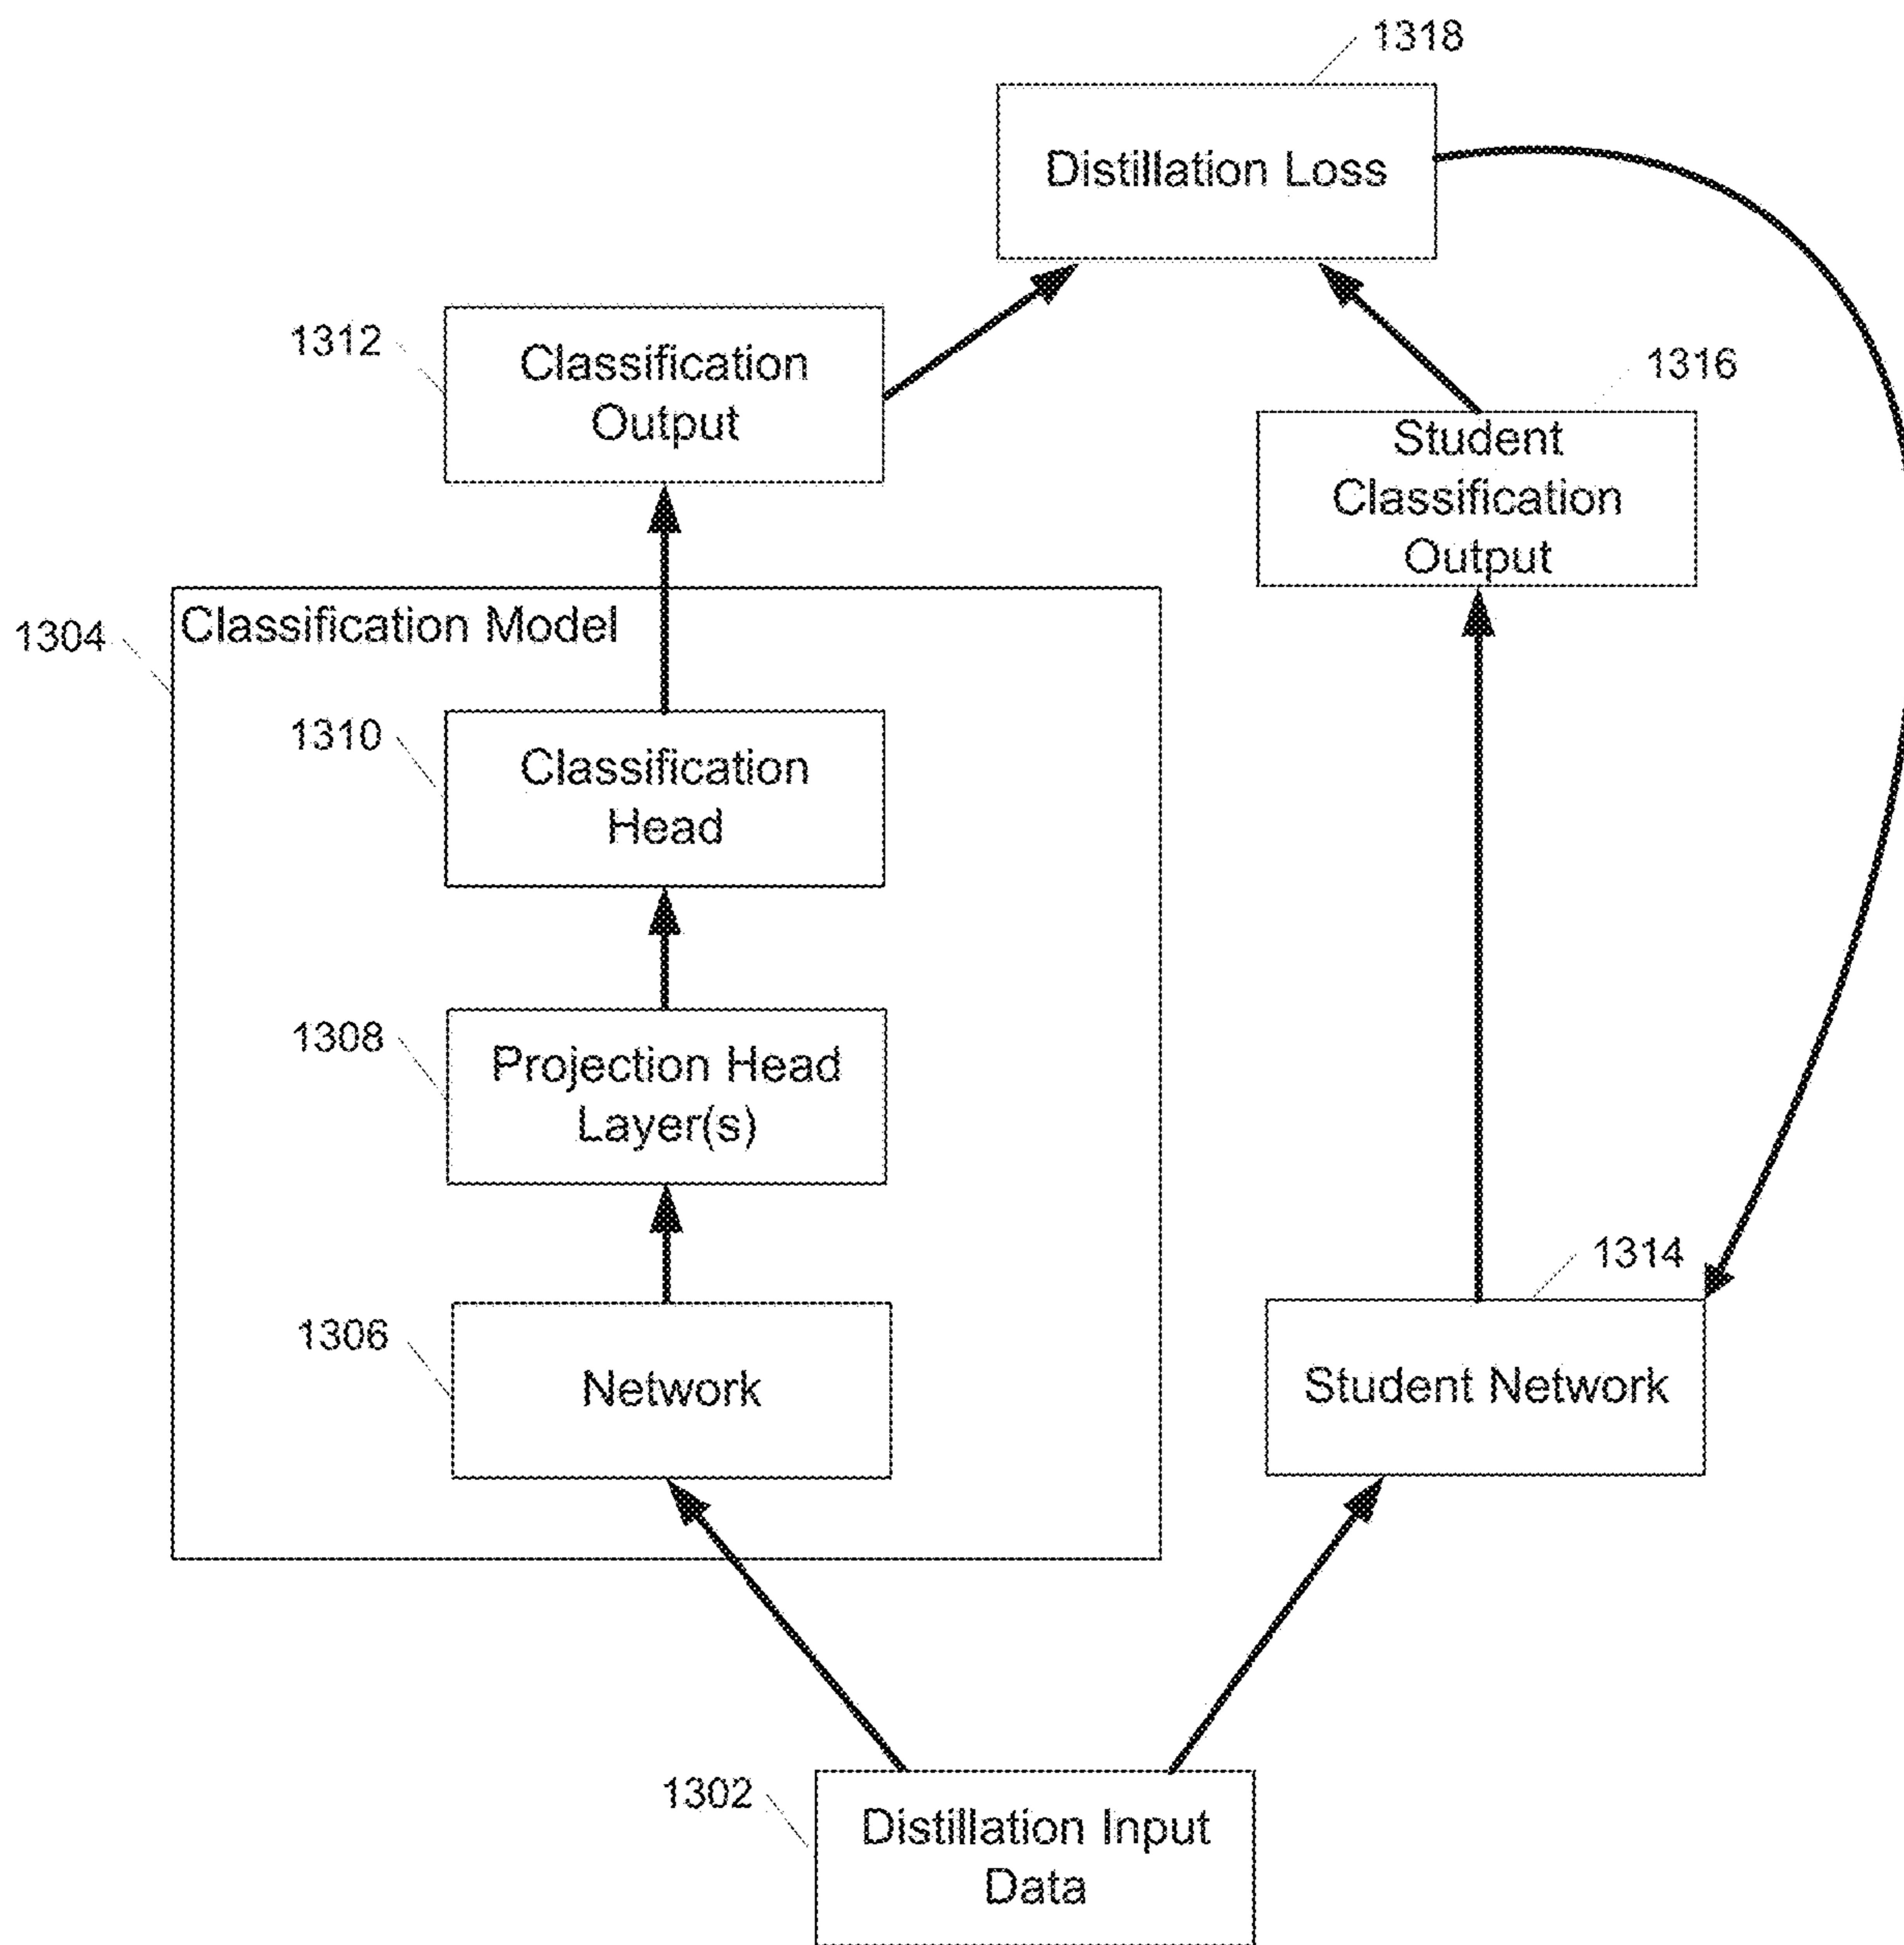 1318
Distillation Loss
1312
Classification
Output
1316
Student
Classification
Output
1304
Classification Model
1310
Classification
Head
1308
Projection Head
Layer(s)
1314
1306
Network
Student Network
1302
Distillation Input
Data